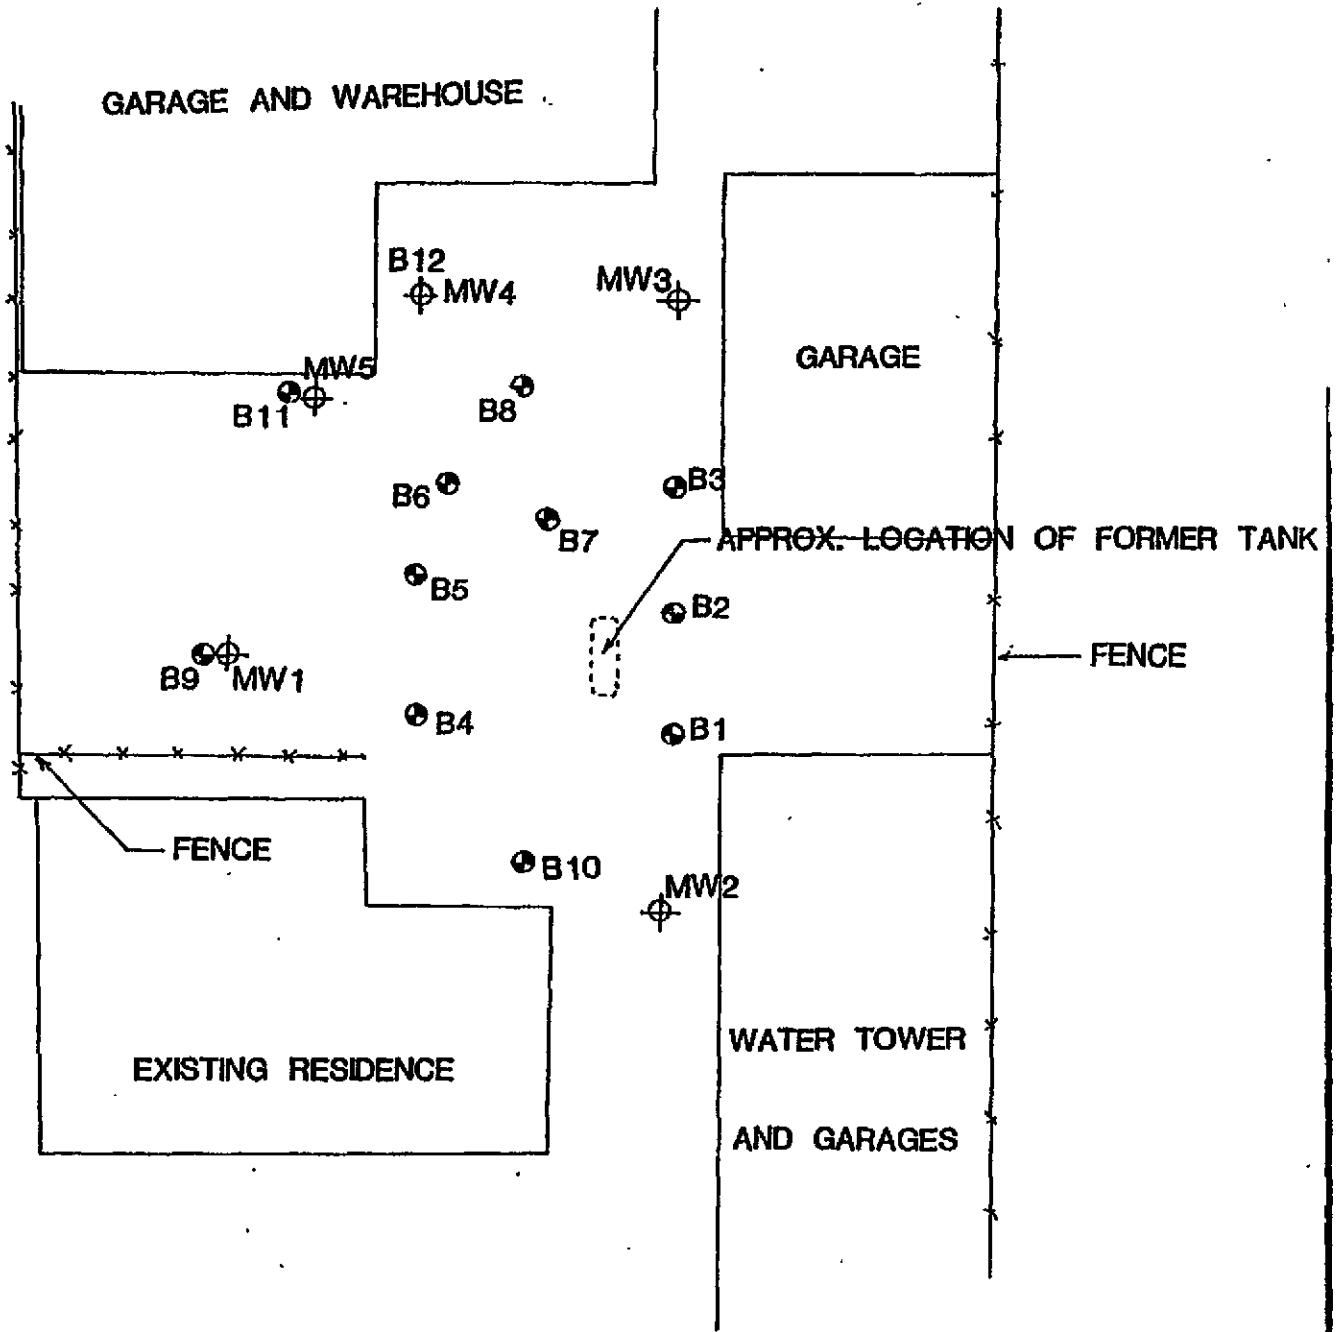 GARAGE AND WAREHOUSE
B12
MW4
MW3
GARAGE
MW5
B11
B8
B6
B3
B7
APPROX. LOCATION OF FORMER TANK
B5
B2
FENCE
B9
MW1
B4
B1
FENCE
B10
MW2
WATER TOWER
AND GARAGES
EXISTING RESIDENCE